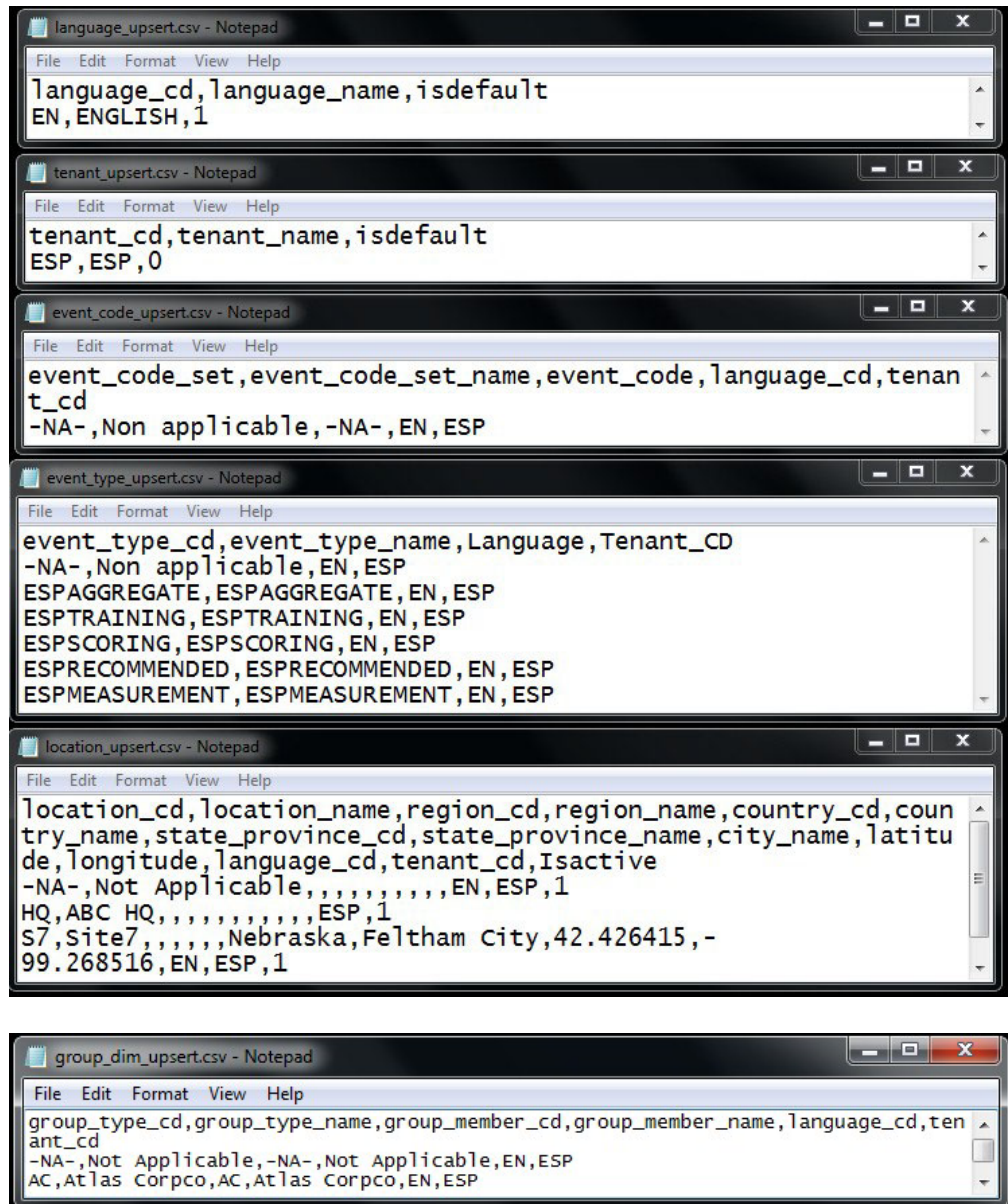 language_upsert.csv - Notepad
File Edit Format View Help
language_cd,language_name,isdefault
EN,ENGLISH,1
tenant_upsert.csv - Notepad
File Edit Format View Help
tenant_cd,tenant_name,isdefault
ESP,ESP,0
event_code_upsert.csv - Notepad
File Edit Format View Help
event_code_set,event_code_set_name,event_code,language_cd,tenan
t_cd
-NA-,Non applicable,-NA-,EN,ESP
event_type_upsert.csv - Notepad
File Edit Format View Help
event_type_cd,event_type_name,Language,Tenant_CD
-NA-,Non applicable,EN,ESP
ESPAGGREGATE,ESPAGGREGATE,EN,ESP
ESPTRAINING,ESPTRAINING,EN,ESP
ESPSCORING,ESPSCORING,EN,ESP
ESPRECOMMENDED,ESPRECOMMENDED,EN,ESP
ESPMEASUREMENT,ESPMEASUREMENT,EN,ESP
location_upsert.csv - Notepad
File Edit Format View Help
location_cd,location_name,region_cd,region_name,country_cd,coun
try_name,state_province_cd,state_province_name,city_name,latitu
de,longitude,language_cd,tenant_cd,Isactive
-NA-,Not Applicable,,,,,,,,,,EN,ESP,1
HQ,ABC HQ,,,,,,,,,,,ESP,1
S7,Site7,,,,,,Nebraska,Feltham City,42.426415,-
99.268516,EN,ESP,1
group_dim_upsert.csv - Notepad
File Edit Format View Help
group_type_cd,group_type_name,group_member_cd,group_member_name,language_cd,ten
ant_cd
-NA-,Not Applicable,-NA-,Not Applicable,EN,ESP
AC,Atlas Corpco,AC,Atlas Corpco,EN,ESP